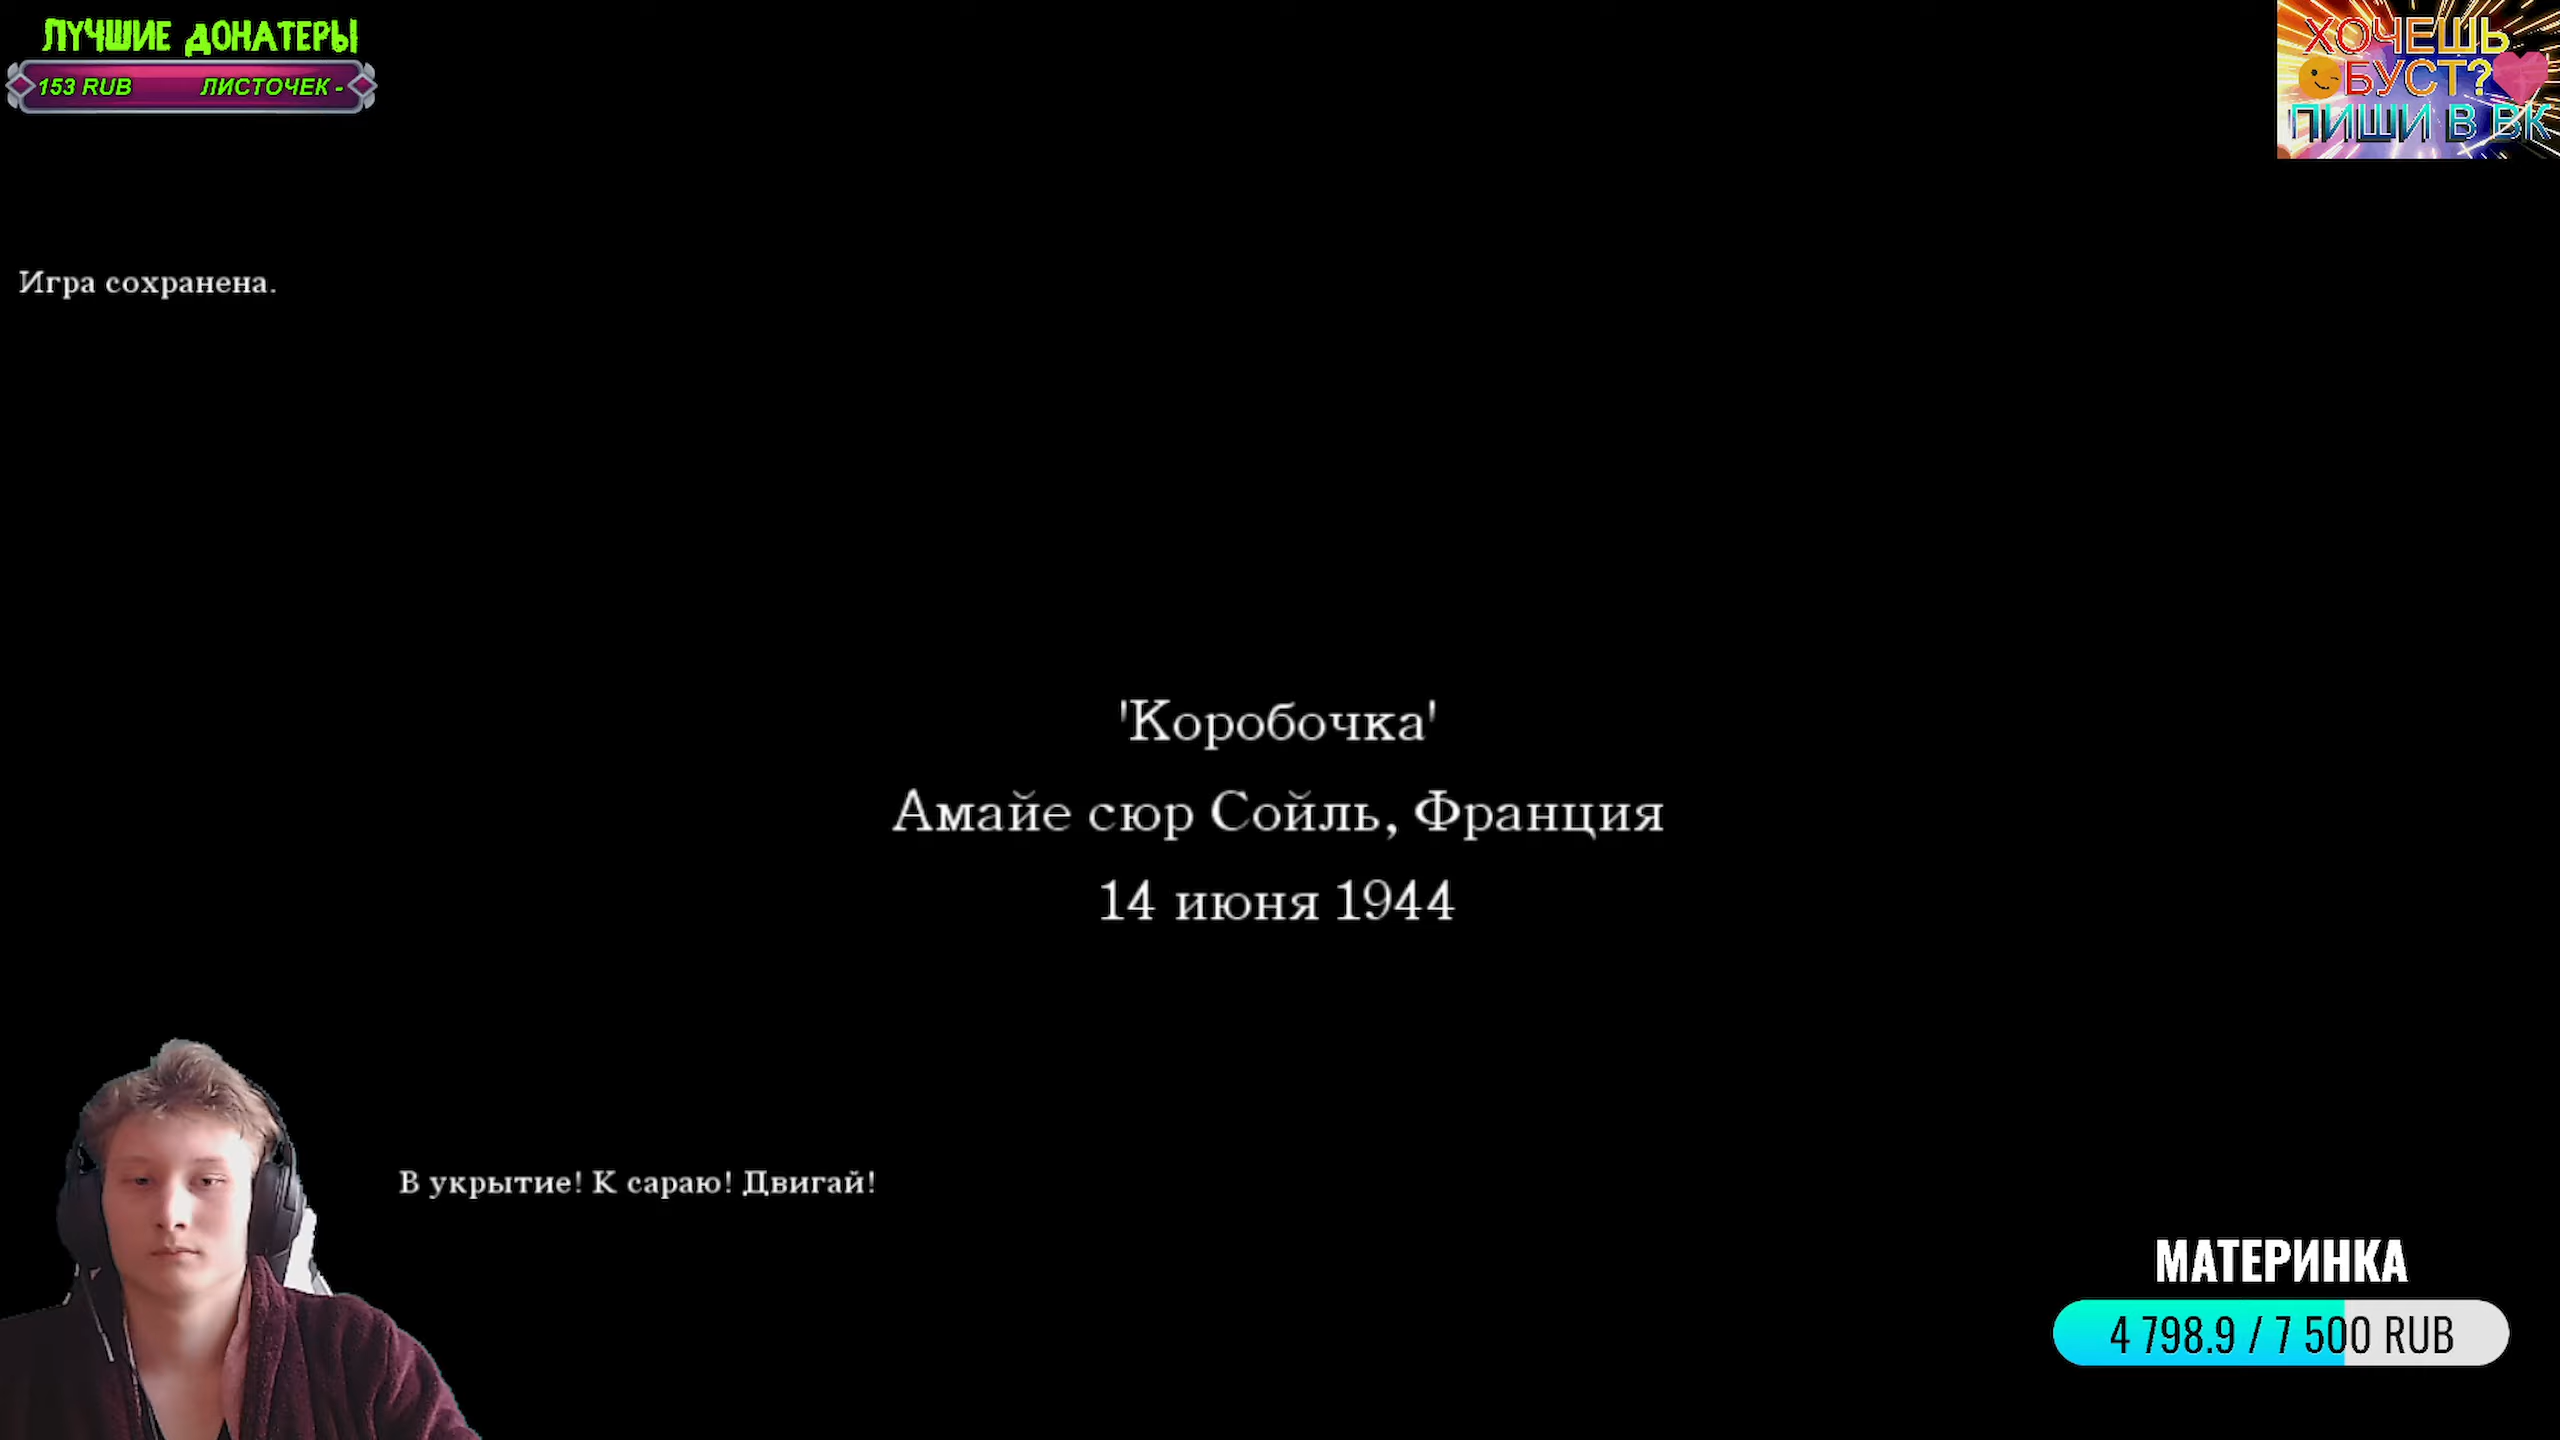 ЛУЧШИЕ ДОНАТЕРЫ
153 RUB ЛИСТОЧЕК -
ХОЧЕШЬ
БУСТ?
ПИШИ В ВК
Игра сохранена.
'Коробочка'
Амайе сюр Сойль, Франция
14 июня 1944
В укрытие! К сараю! Двигай!
МАТЕРИНКА
4 798.9 / 7 500 RUB